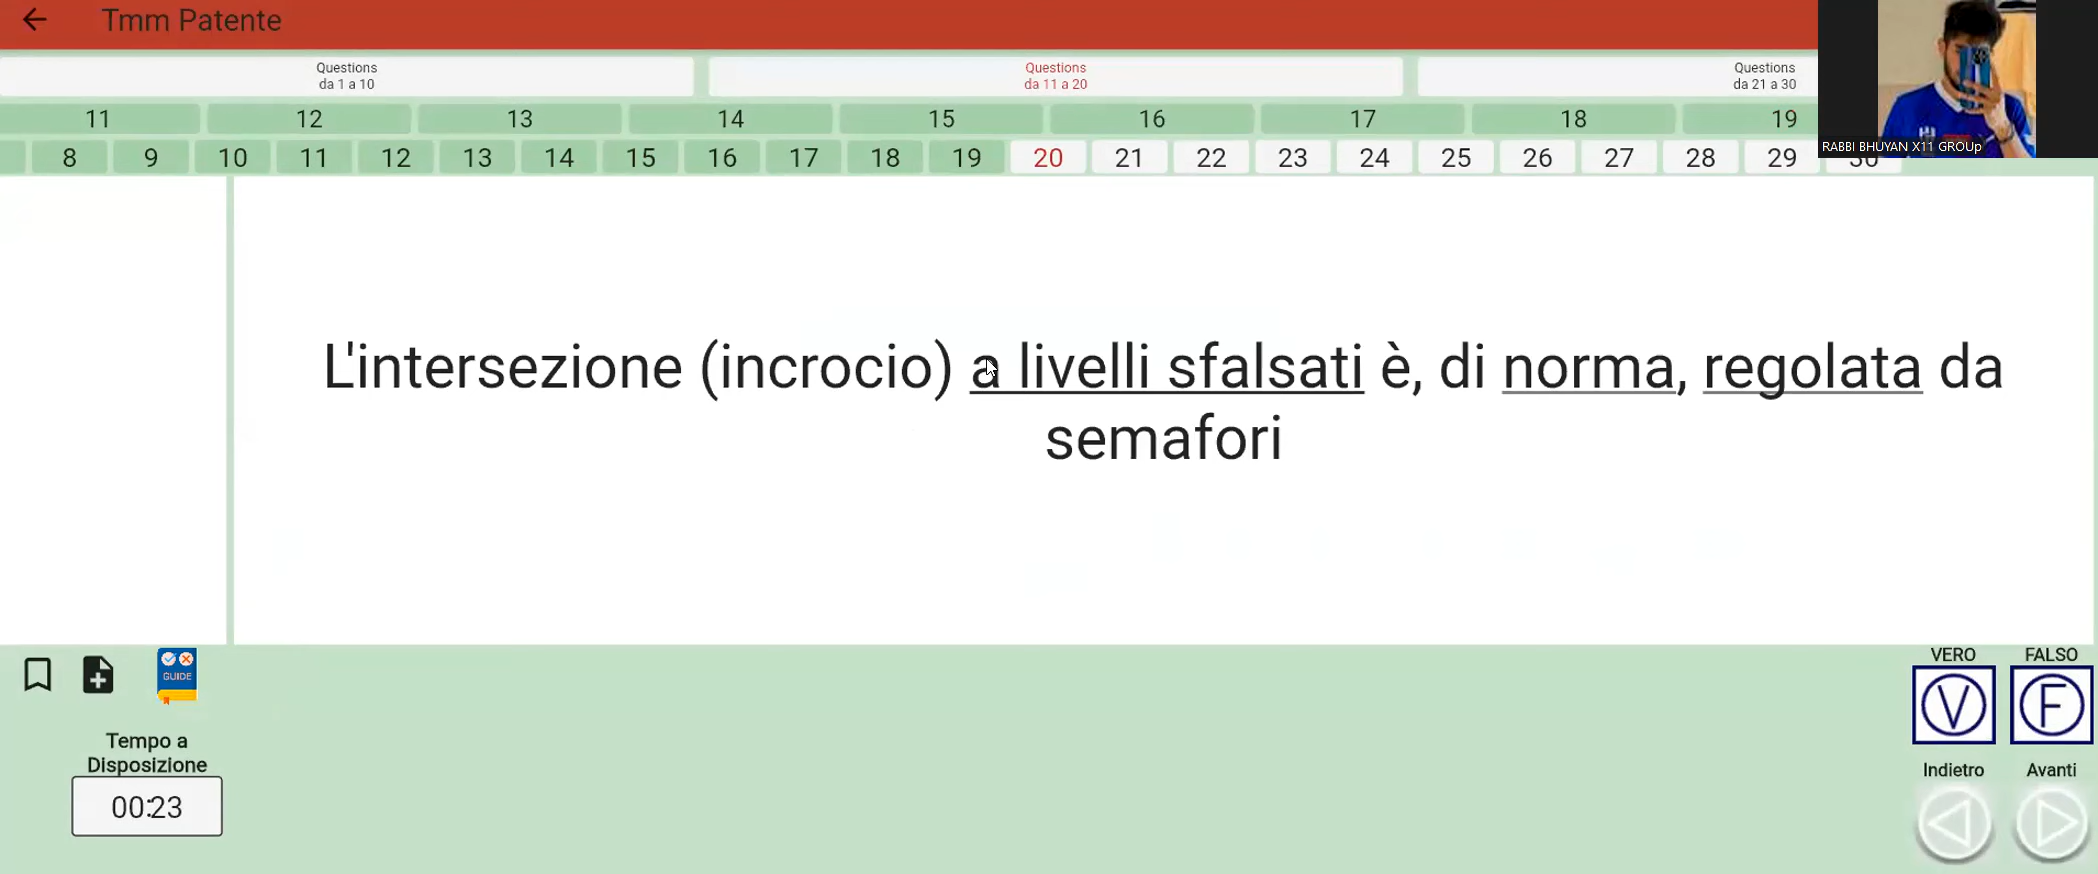 Tmm Patente
Questions
da 1 a 10
Questions
da 11 a 20
Questions
da 21 a 30
11 12 13 14 15 16 17 18 19
8 9 10 11 12 13 14 15 16 17 18 19 20 21 22 23 24 25 26 27 28 29 30
RABBI BHUYAN X11 GROUp
L'intersezione (incrocio) a livelli sfalsati è, di norma, regolata da
semafori
GUIDE
VERO FALSO
V F
Tempo a
Disposizione
00:23
Indietro Avanti